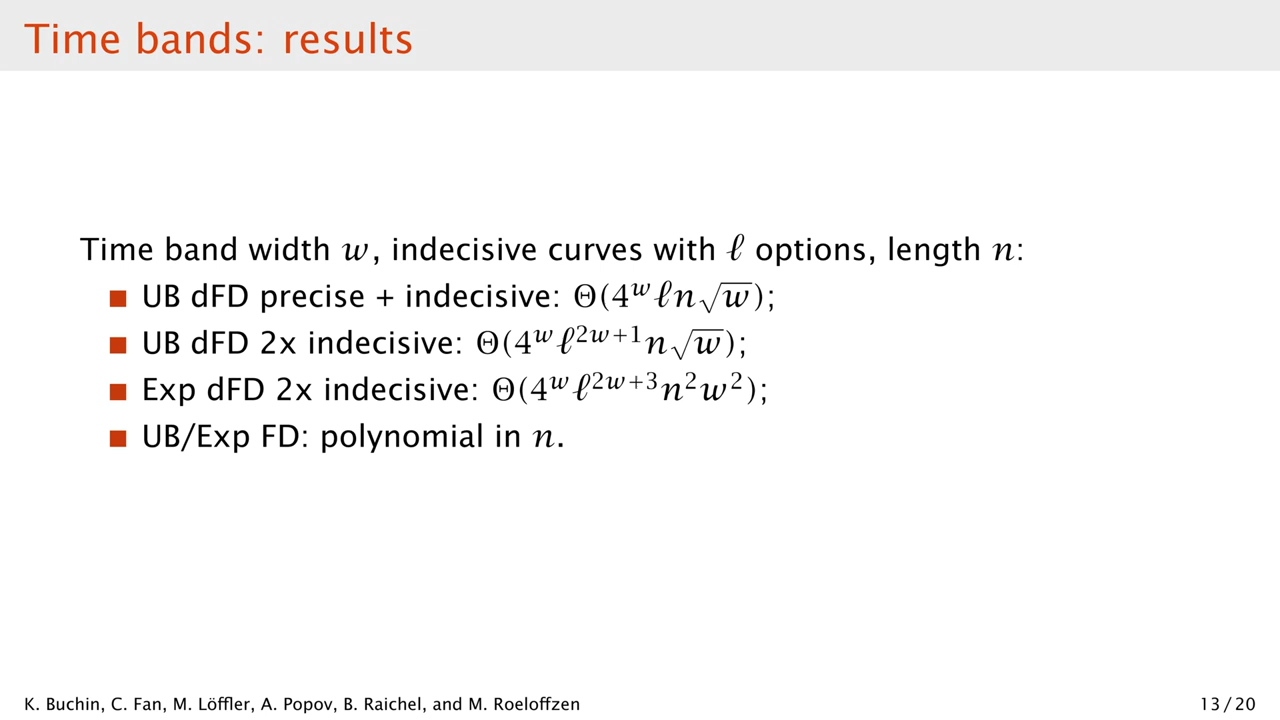 Time bands: results
Time band width w, indecisive curves with ℓ options, length n:
■ UB dFD precise + indecisive: Θ(4^w ℓn√w);
■ UB dFD 2x indecisive: Θ(4^w ℓ^{2w+1} n√w);
■ Exp dFD 2x indecisive: Θ(4^w ℓ^{2w+3} n^2 w^2);
■ UB/Exp FD: polynomial in n.
K. Buchin, C. Fan, M. Löffler, A. Popov, B. Raichel, and M. Roeloffzen
13 / 20